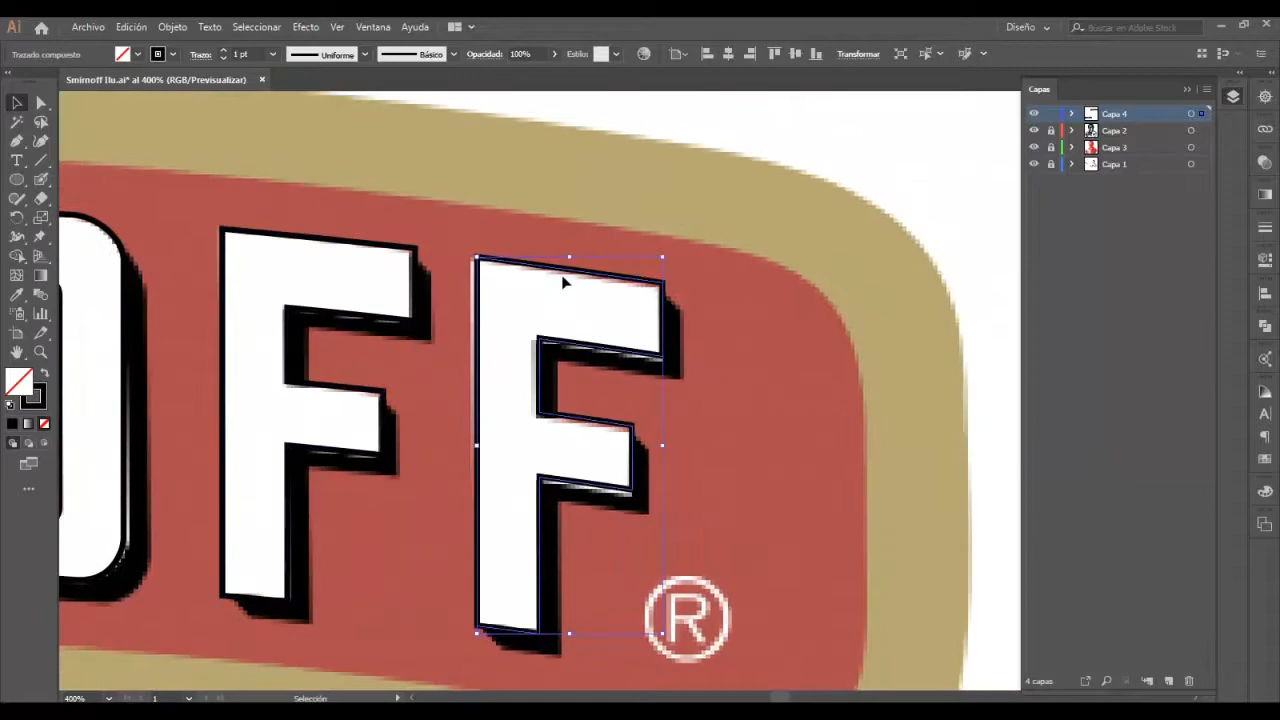 Ai Archivo Edición Objeto Texto Seleccionar Efecto Ver Ventana Ayuda Diseño Buscar en Adobe Stock
Trazado compuesto Trazo: 1 pt Uniforme Básico Opacidad: 100% Estilo: Transformar
Smirnoff Ilu.ai* al 400% (RGB/Previsualizar) ×
Capas
Capa 4
Capa 2
Capa 3
Capa 1
OFF
®
4 capas
400% 1 Selección